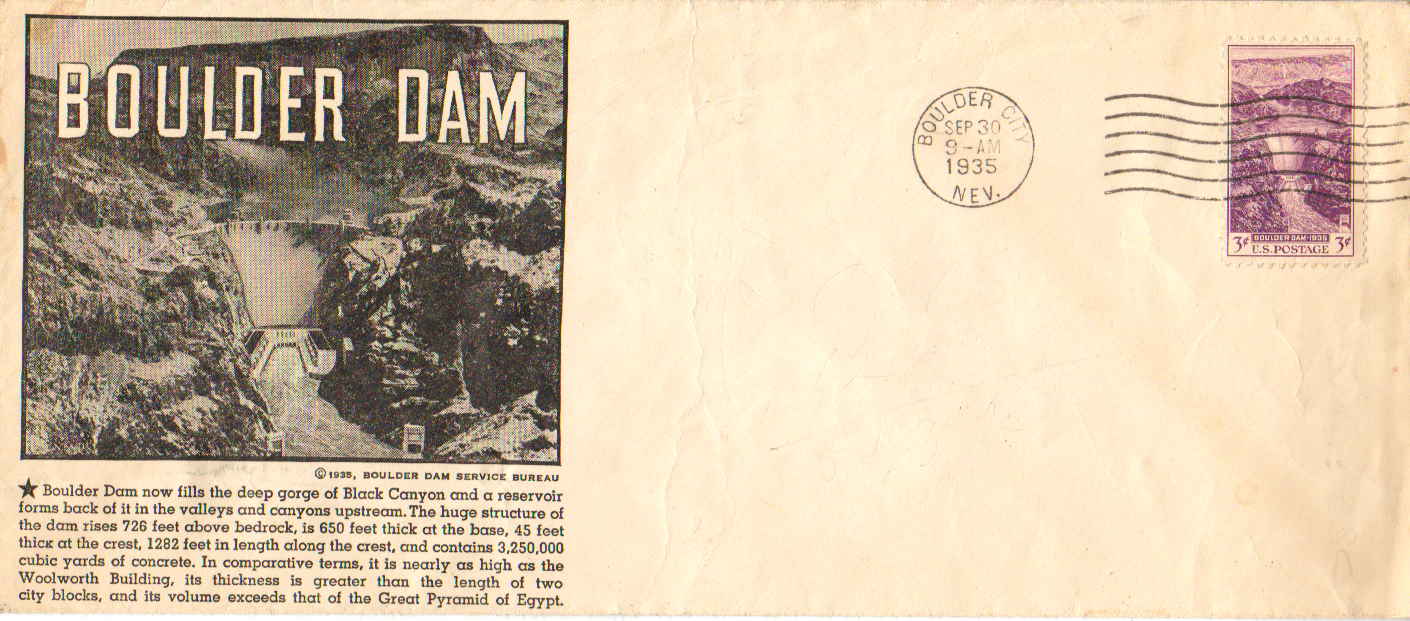 BOULDER DAM
©1935, BOULDER DAM SERVICE BUREAU
★ Boulder Dam now fills the deep gorge of Black Canyon and a reservoir
forms back of it in the valleys and canyons upstream. The huge structure of
the dam rises 726 feet above bedrock, is 650 feet thick at the base, 45 feet
thick at the crest, 1282 feet in length along the crest, and contains 3,250,000
cubic yards of concrete. In comparative terms, it is nearly as high as the
Woolworth Building, its thickness is greater than the length of two
city blocks, and its volume exceeds that of the Great Pyramid of Egypt.
BOULDER CITY
SEP 30
9-AM
1935
NEV.
BOULDER DAM·1935
3¢ U.S. POSTAGE 3¢